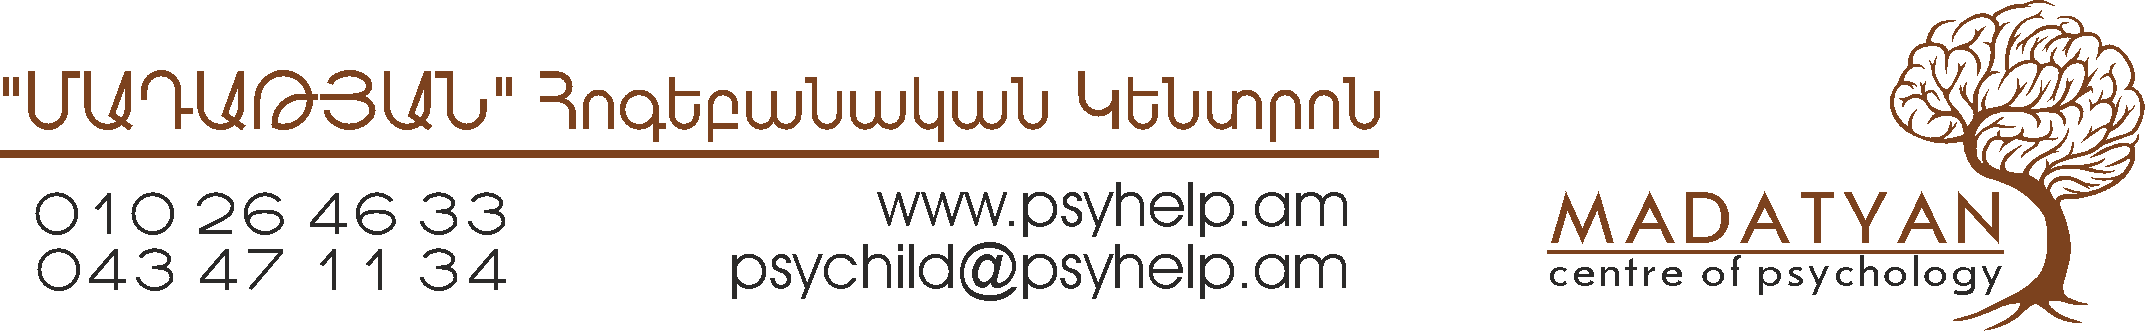 "ՄԱԴԱԹՅԱՆ" Հոգեբանական Կենտրոն
010 26 46 33
043 47 11 34
www.psyhelp.am
psychild@psyhelp.am
MADATYAN
centre of psychology